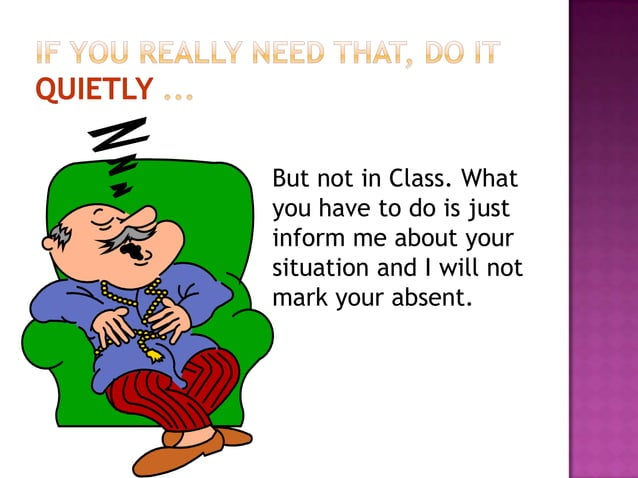 IF YOU REALLY NEED THAT, DO IT
QUIETLY ...
ZZZZ
But not in Class. What
you have to do is just
inform me about your
situation and I will not
mark your absent.